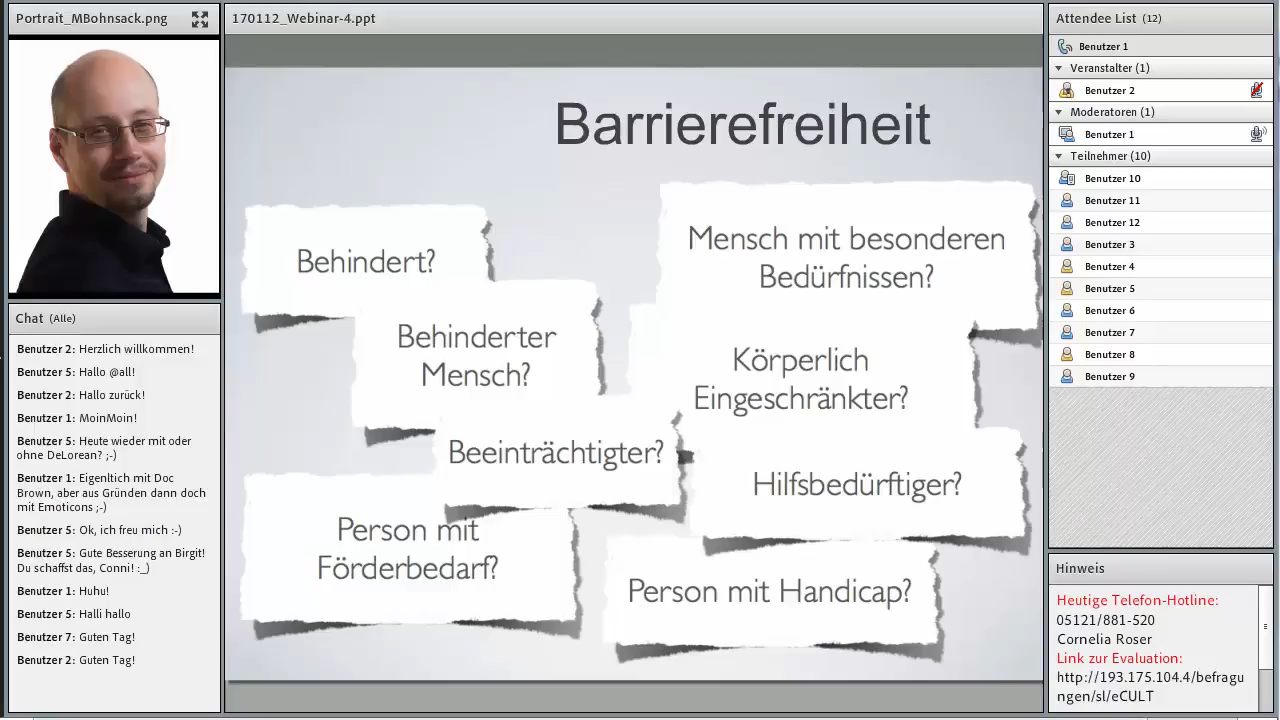 Portrait_MBohnsack.png
Chat (Alle)
Benutzer 2: Herzlich willkommen!
Benutzer 5: Hallo @all!
Benutzer 2: Hallo zurück!
Benutzer 1: MoinMoin!
Benutzer 5: Heute wieder mit oder
ohne DeLorean? ;-)
Benutzer 1: Eigenltich mit Doc
Brown, aber aus Gründen dann doch
mit Emoticons ;-)
Benutzer 5: Ok, ich freu mich :-)
Benutzer 5: Gute Besserung an Birgit!
Du schaffst das, Conni! :_)
Benutzer 1: Huhu!
Benutzer 5: Halli hallo
Benutzer 7: Guten Tag!
Benutzer 2: Guten Tag!
170112_Webinar-4.ppt
Barrierefreiheit
Behindert?
Mensch mit besonderen
Bedürfnissen?
Behinderter
Mensch?
Körperlich
Eingeschränkter?
Beeinträchtigter?
Hilfsbedürftiger?
Person mit
Förderbedarf?
Person mit Handicap?
Attendee List (12)
Benutzer 1
Veranstalter (1)
Benutzer 2
Moderatoren (1)
Benutzer 1
Teilnehmer (10)
Benutzer 10
Benutzer 11
Benutzer 12
Benutzer 3
Benutzer 4
Benutzer 5
Benutzer 6
Benutzer 7
Benutzer 8
Benutzer 9
Hinweis
Heutige Telefon-Hotline:
05121/881-520
Cornelia Roser
Link zur Evaluation:
http://193.175.104.4/befragu
ngen/sl/eCULT